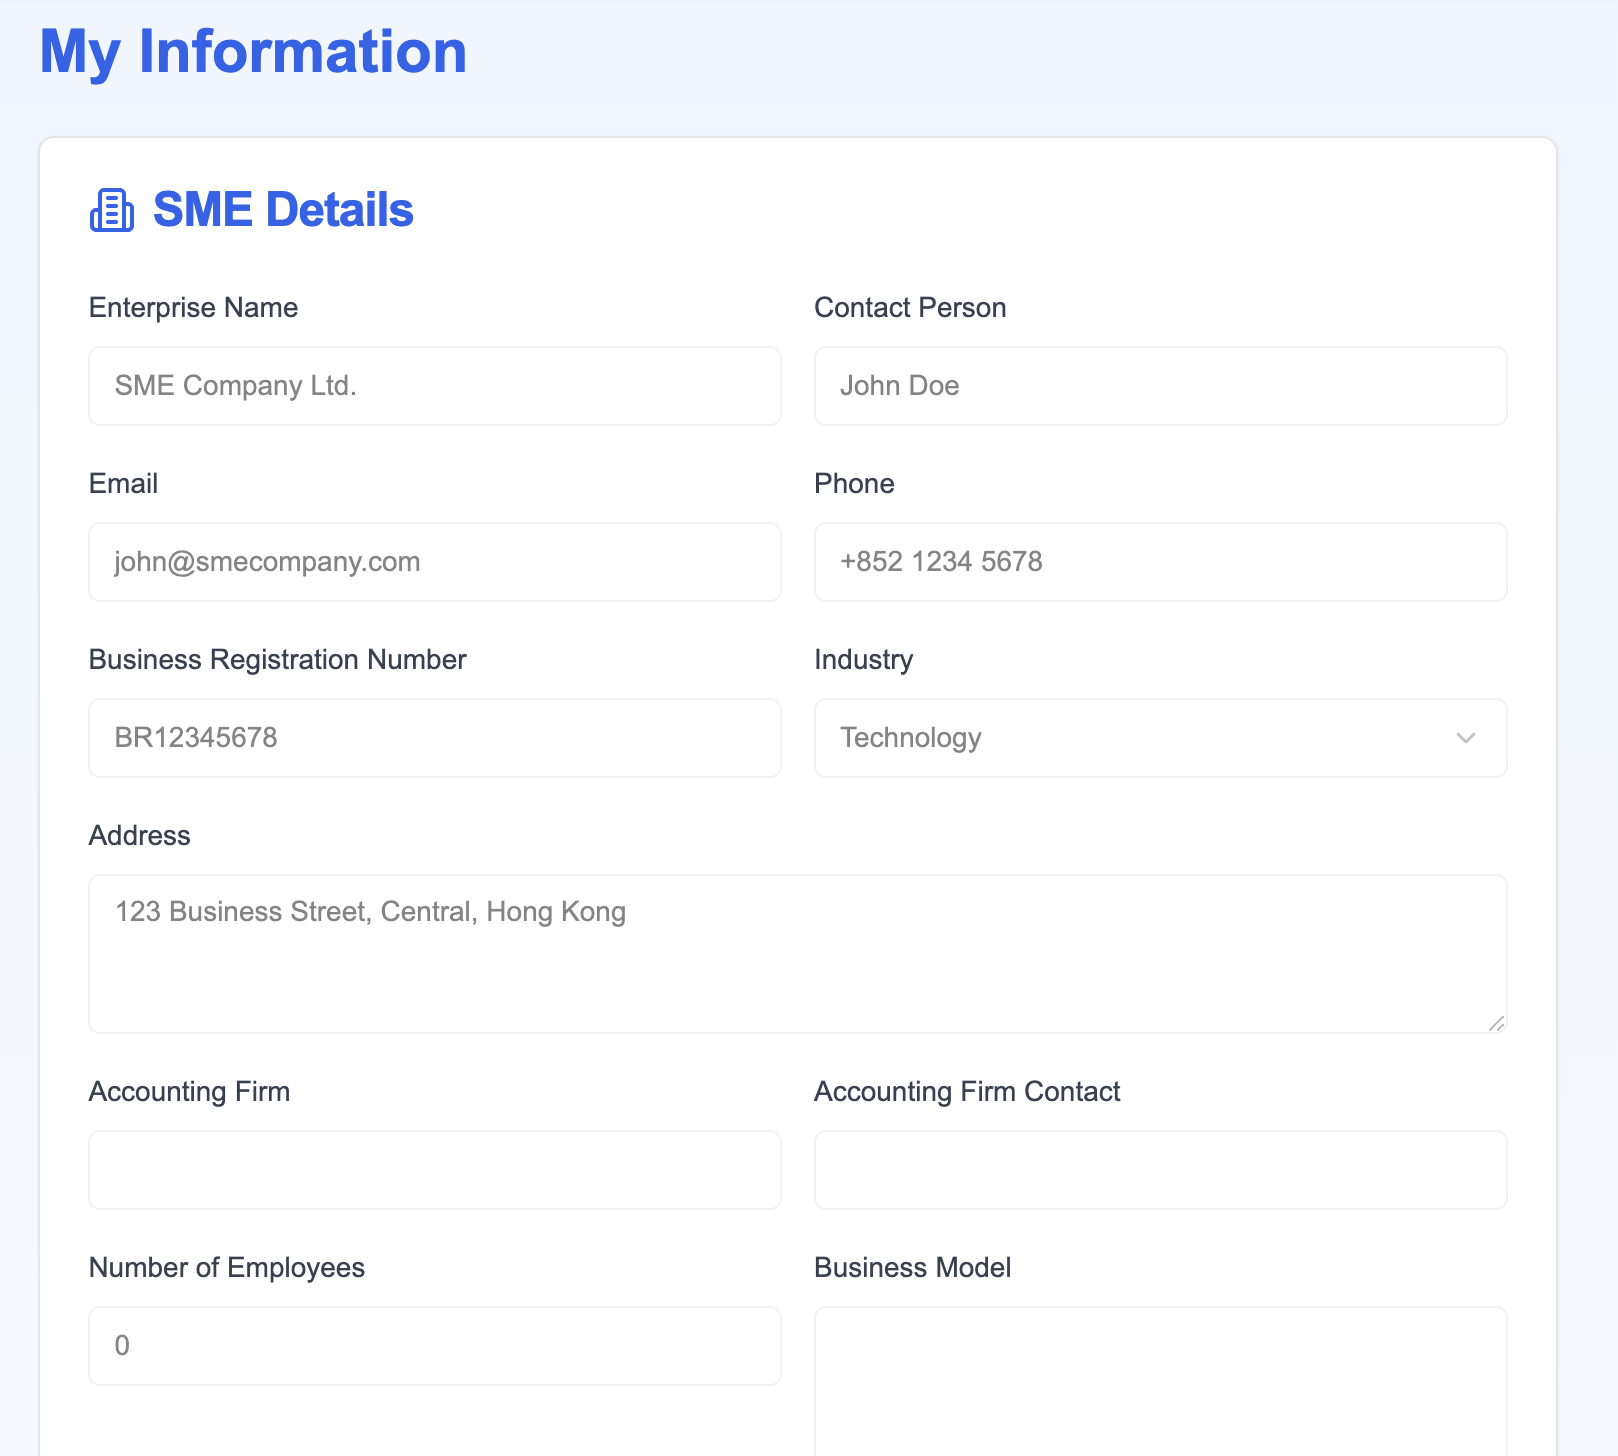 My Information
SME Details
Enterprise Name
Contact Person
SME Company Ltd.
John Doe
Email
Phone
john@smecompany.com
+852 1234 5678
Business Registration Number
Industry
BR12345678
Technology
Address
123 Business Street, Central, Hong Kong
Accounting Firm
Accounting Firm Contact
Number of Employees
Business Model
0